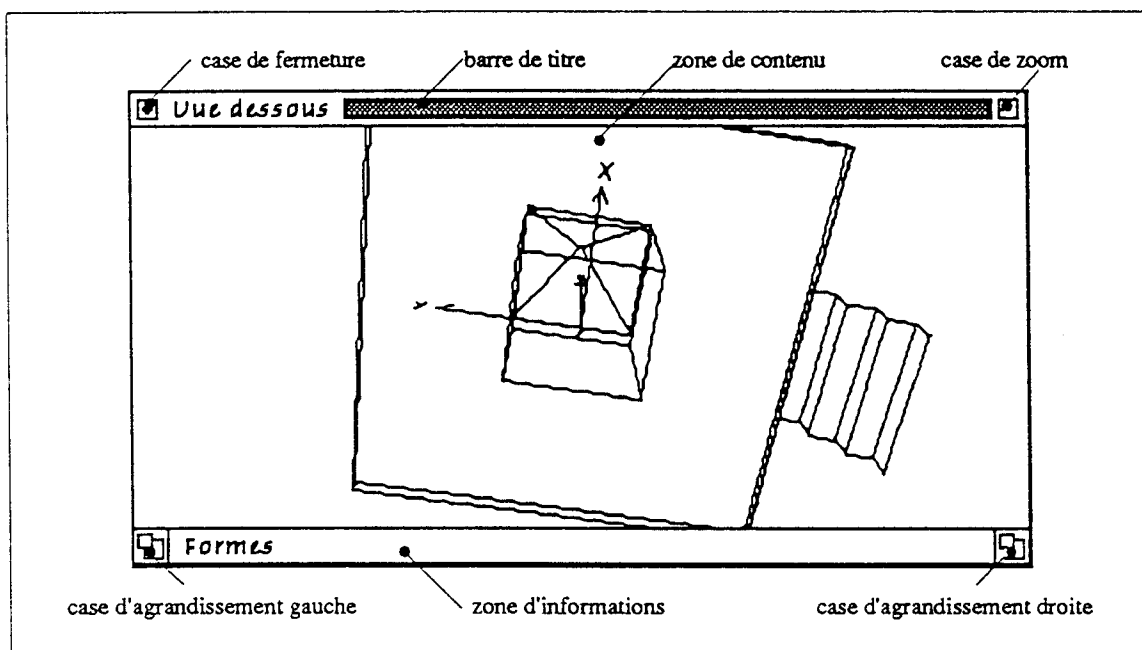 case de fermeture barre de titre zone de contenu case de zoom
Vue dessous
X
Y
Formes
case d'agrandissement gauche zone d'informations case d'agrandissement droite